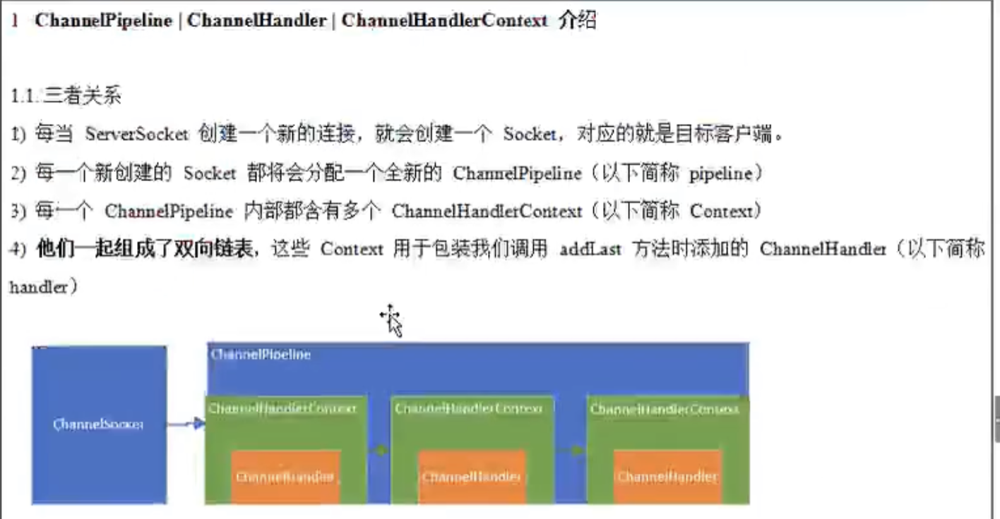 1 ChannelPipeline | ChannelHandler | ChannelHandlerContext 介绍
1.1. 三者关系
1) 每当 ServerSocket 创建一个新的连接，就会创建一个 Socket，对应的就是目标客户端。
2) 每一个新创建的 Socket 都将会分配一个全新的 ChannelPipeline（以下简称 pipeline）
3) 每一个 ChannelPipeline 内部都含有多个 ChannelHandlerContext（以下简称 Context）
4) 他们一起组成了双向链表，这些 Context 用于包装我们调用 addLast 方法时添加的 ChannelHandler（以下简称
handler）
ChannelPipeline
ChannelSocket
ChannelHandlerContext
ChannelHandlerContext
ChannelHandlerContext
ChannelHandler
ChannelHandler
ChannelHandler